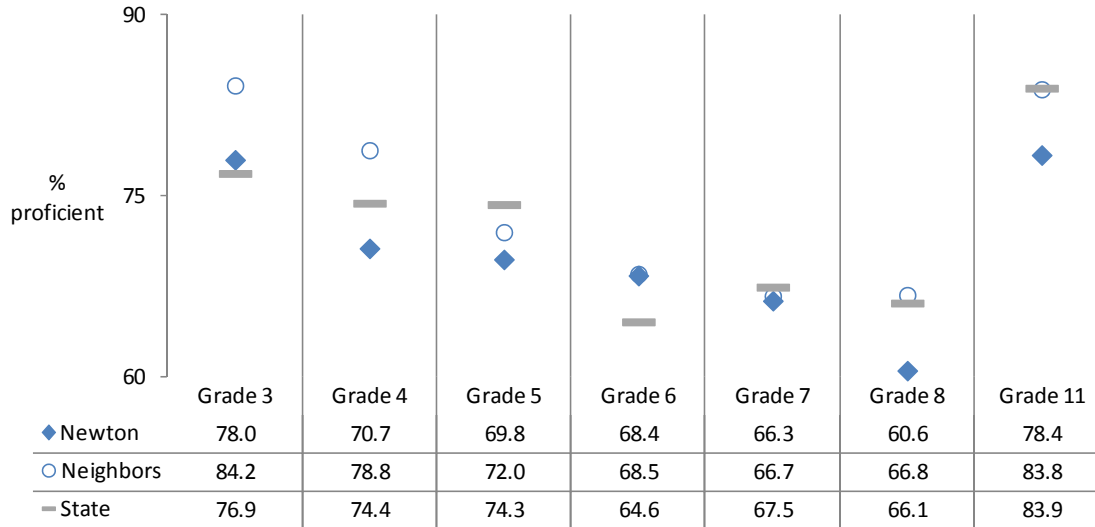 90
75
60
%
proficient
Grade 3 Grade 4 Grade 5 Grade 6 Grade 7 Grade 8 Grade 11
Newton 78.0 70.7 69.8 68.4 66.3 60.6 78.4
Neighbors 84.2 78.8 72.0 68.5 66.7 66.8 83.8
State 76.9 74.4 74.3 64.6 67.5 66.1 83.9